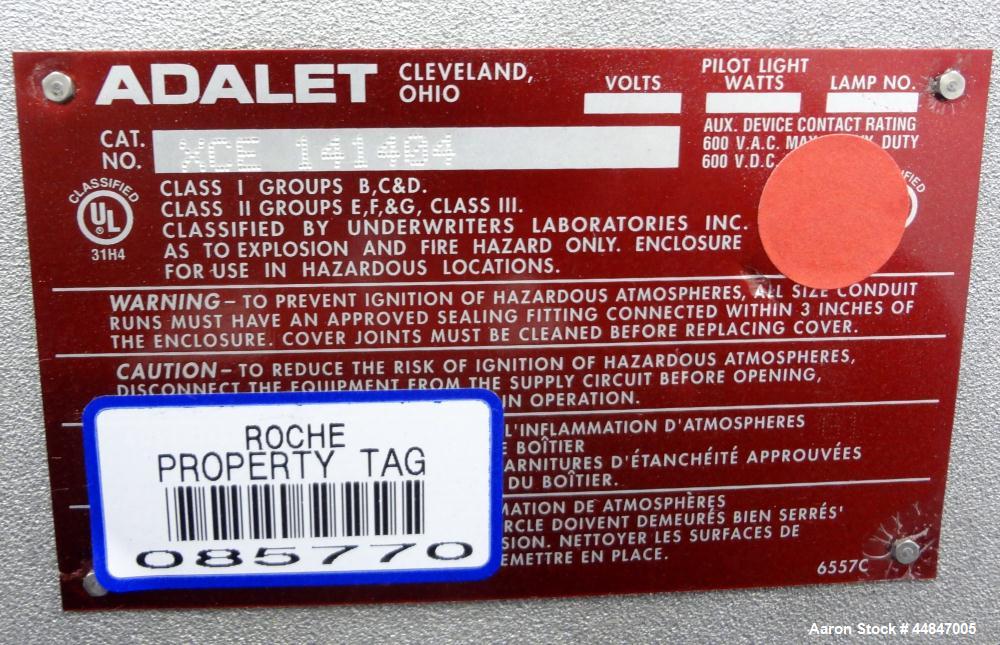 ADALET CLEVELAND, OHIO
VOLTS
PILOT LIGHT
WATTS
LAMP NO.
CAT. NO. XCE 141404
AUX. DEVICE CONTACT RATING
600 V.A.C. DUTY
600 V.D.C.
CLASSIFIED
UL
31H4
CLASS I GROUPS B,C&D.
CLASS II GROUPS E,F,&G, CLASS III.
CLASSIFIED BY UNDERWRITERS LABORATORIES INC.
AS TO EXPLOSION AND FIRE HAZARD ONLY. ENCLOSURE
FOR USE IN HAZARDOUS LOCATIONS.
WARNING – TO PREVENT IGNITION OF HAZARDOUS ATMOSPHERES, ALL SIZE CONDUIT
RUNS MUST HAVE AN APPROVED SEALING FITTING CONNECTED WITHIN 3 INCHES OF
THE ENCLOSURE. COVER JOINTS MUST BE CLEANED BEFORE REPLACING COVER.
CAUTION – TO REDUCE THE RISK OF IGNITION OF HAZARDOUS ATMOSPHERES,
DISCONNECT THE EQUIPMENT FROM THE SUPPLY CIRCUIT BEFORE OPENING,
IN OPERATION.
L'INFLAMMATION D'ATMOSPHERES
BOÎTIER
D'ÉTANCHÉITÉ APPROUVÉES
DU BOÎTIER.
DE ATMOSPHÈRES
DOIVENT DEMEURÉS BIEN SERRÉS'
NETTOYER LES SURFACES DE
EN PLACE.
6557C
ROCHE
PROPERTY TAG
085770
Aaron Stock # 44847005